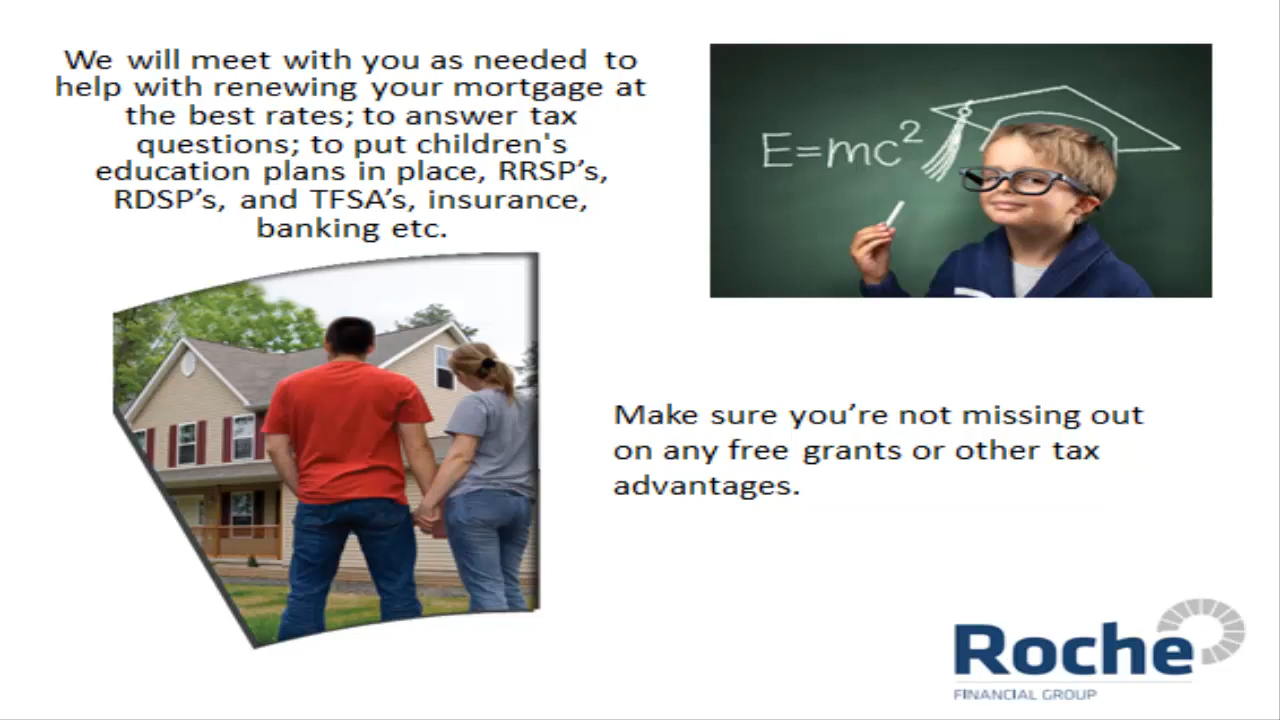 We will meet with you as needed to
help with renewing your mortgage at
the best rates; to answer tax
questions; to put children's
education plans in place, RRSP’s,
RDSP’s, and TFSA’s, insurance,
banking etc.
E=mc²
Make sure you’re not missing out
on any free grants or other tax
advantages.
Roche
FINANCIAL GROUP